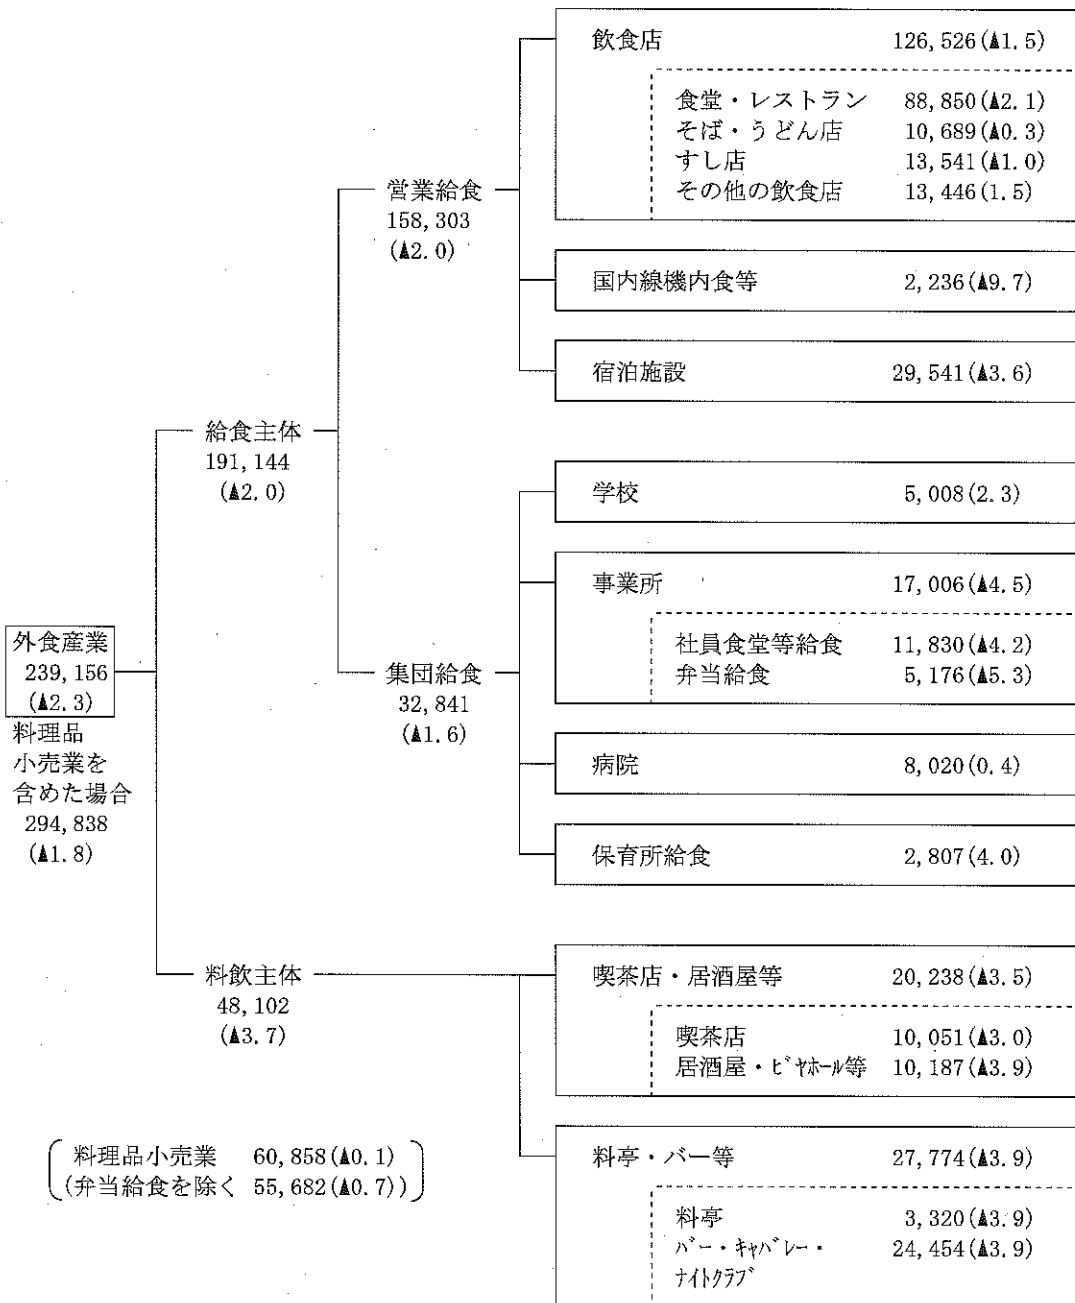 飲食店 126,526(▲1.5)
食堂・レストラン 88,850(▲2.1)
そば・うどん店 10,689(▲0.3)
すし店 13,541(▲1.0)
その他の飲食店 13,446(1.5)
営業給食
158,303
(▲2.0)
国内線機内食等 2,236(▲9.7)
宿泊施設 29,541(▲3.6)
給食主体
191,144
(▲2.0)
学校 5,008(2.3)
事業所 17,006(▲4.5)
社員食堂等給食 11,830(▲4.2)
弁当給食 5,176(▲5.3)
集団給食
32,841
(▲1.6)
病院 8,020(0.4)
保育所給食 2,807(4.0)
外食産業
239,156
(▲2.3)
料理品
小売業を
含めた場合
294,838
(▲1.8)
料飲主体
48,102
(▲3.7)
喫茶店・居酒屋等 20,238(▲3.5)
喫茶店 10,051(▲3.0)
居酒屋・ビヤホール等 10,187(▲3.9)
料亭・バー等 27,774(▲3.9)
料亭 3,320(▲3.9)
バー・キャバレー・ 24,454(▲3.9)
ナイトクラブ
料理品小売業 60,858(▲0.1)
(弁当給食を除く 55,682(▲0.7))